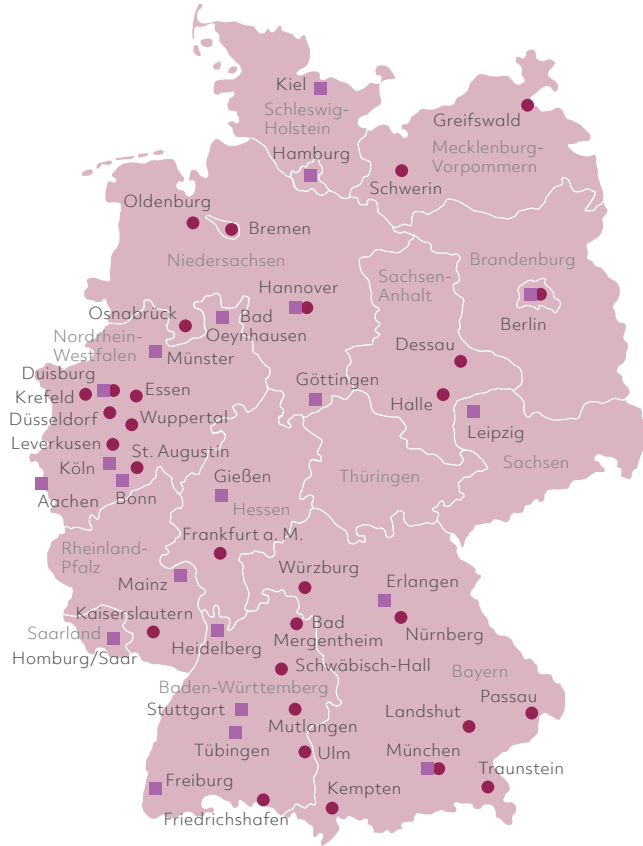 Kiel
Schleswig-
Holstein
Greifswald
Mecklenburg-
Vorpommern
Hamburg
Schwerin
Oldenburg
Bremen
Niedersachsen
Brandenburg
Sachsen-
Anhalt
Hannover
Osnabrück
Bad
Oeynhausen
Berlin
Nordrhein-
Westfalen
Münster
Dessau
Duisburg
Essen
Göttingen
Krefeld
Halle
Düsseldorf
Wuppertal
Leipzig
Leverkusen
St. Augustin
Köln
Gießen
Thüringen
Sachsen
Aachen
Bonn
Hessen
Frankfurt a. M.
Rheinland-
Pfalz
Mainz
Würzburg
Erlangen
Kaiserslautern
Bad
Mergentheim
Nürnberg
Saarland
Homburg/Saar
Heidelberg
Schwäbisch-Hall
Bayern
Baden-Württemberg
Stuttgart
Mutlangen
Passau
Landshut
Tübingen
Ulm
München
Traunstein
Freiburg
Kempten
Friedrichshafen